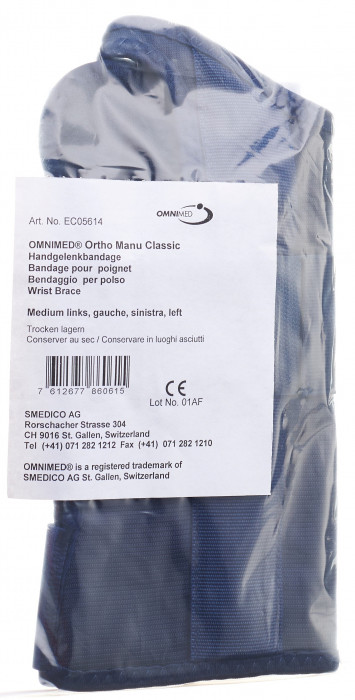 OMNIMED
Art. No. EC05614
OMNIMED® Ortho Manu Classic
Handgelenkbandage
Bandage pour poignet
Bendaggio per polso
Wrist Brace
Medium links, gauche, sinistra, left
Trocken lagern
Conserver au sec / Conservare in luoghi asciutti
7 612677 860615
CE
Lot No. 01AF
SMEDICO AG
Rorschacher Strasse 304
CH 9016 St. Gallen, Switzerland
Tel (+41) 071 282 1212 Fax (+41) 071 282 1210
OMNIMED® is a registered trademark of
SMEDICO AG St. Gallen, Switzerland.